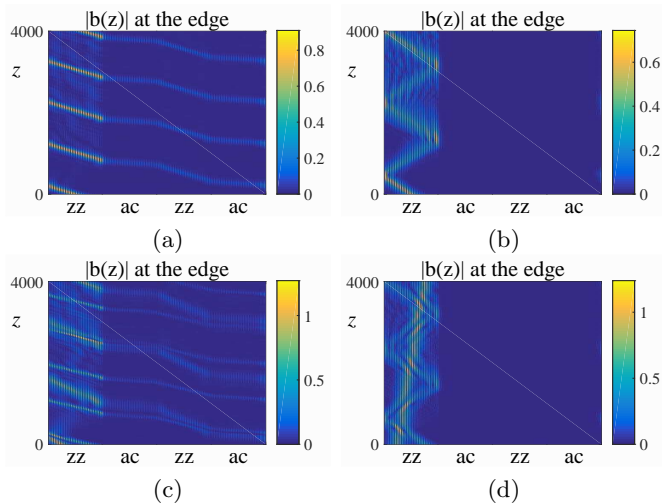 |b(z)| at the edge
4000
z
0
zz ac zz ac
0.8
0.6
0.4
0.2
0
(a)
|b(z)| at the edge
4000
z
0
zz ac zz ac
0.6
0.4
0.2
0
(b)
|b(z)| at the edge
4000
z
0
zz ac zz ac
1
0.5
0
(c)
|b(z)| at the edge
4000
z
0
zz ac zz ac
1
0.5
0
(d)